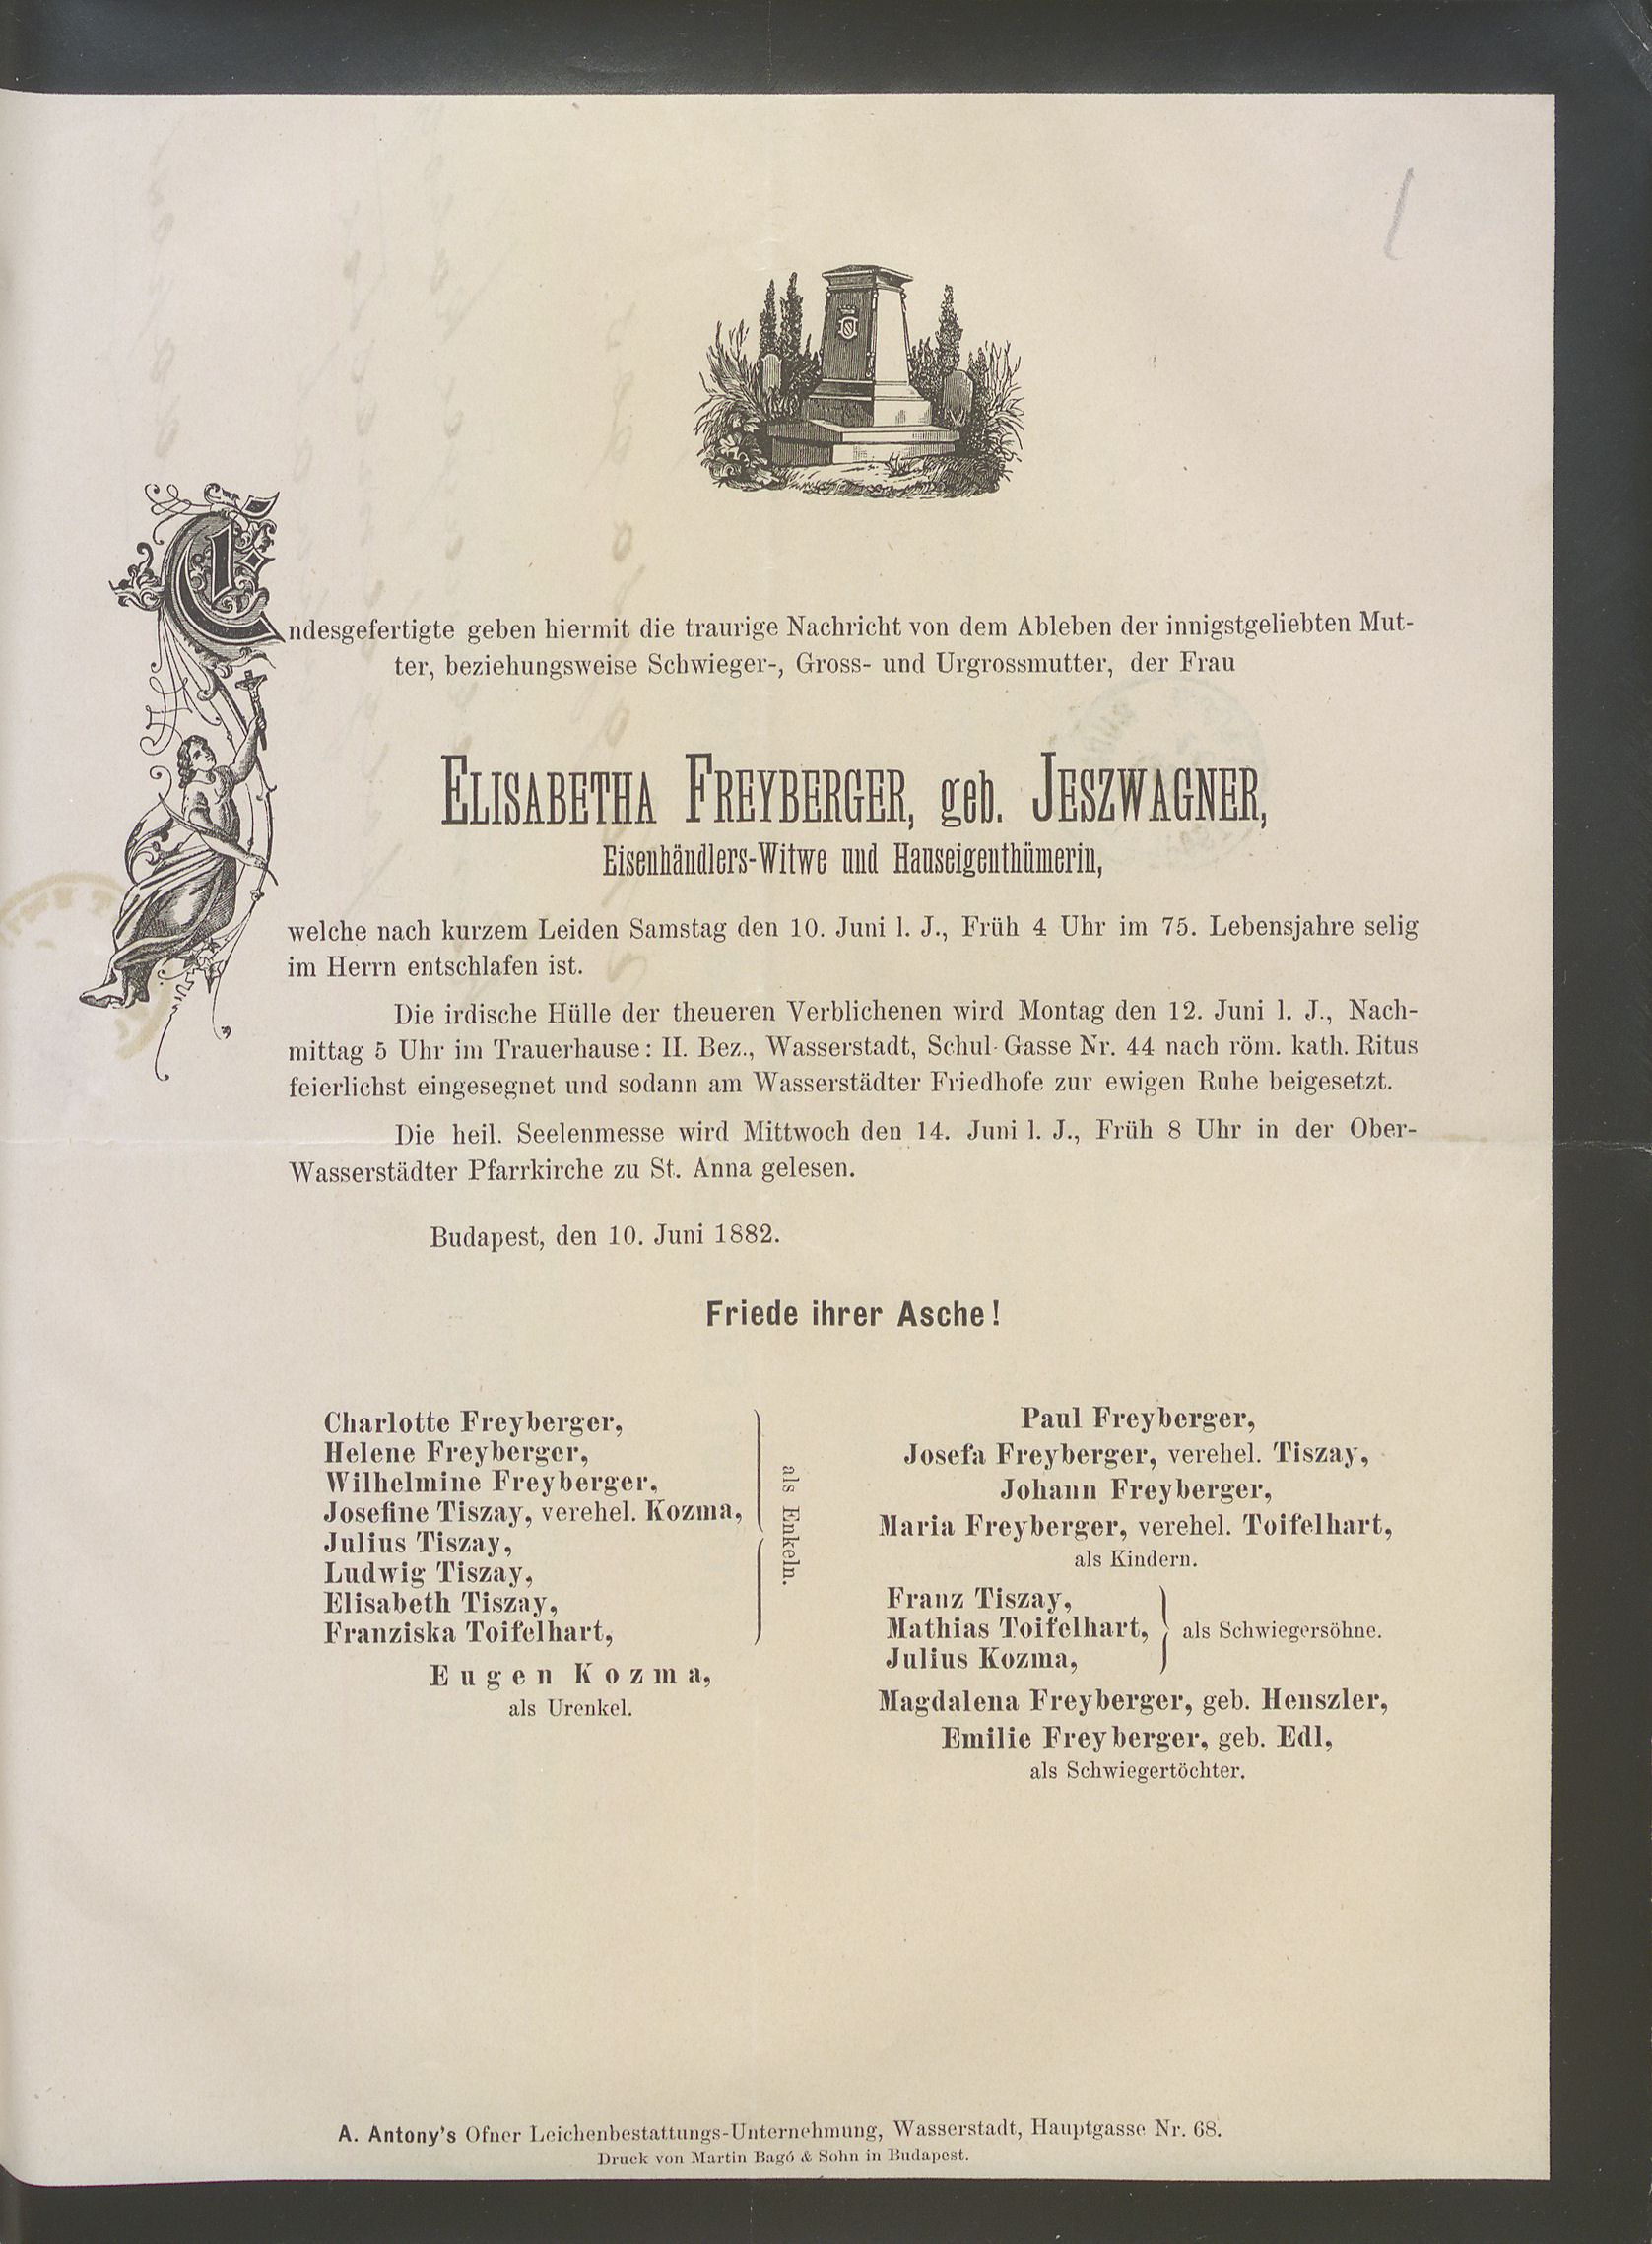 Endesgefertigte geben hiermit die traurige Nachricht von dem Ableben der innigstgeliebten Mut-
ter, beziehungsweise Schwieger-, Gross- und Urgrossmutter, der Frau
ELISABETHA FREYBERGER, geb. JESZWAGNER,
Eisenhändlers-Witwe und Hauseigenthümerin,
welche nach kurzem Leiden Samstag den 10. Juni l. J., Früh 4 Uhr im 75. Lebensjahre selig
im Herrn entschlafen ist.
Die irdische Hülle der theueren Verblichenen wird Montag den 12. Juni l. J., Nach-
mittag 5 Uhr im Trauerhause: II. Bez., Wasserstadt, Schul-Gasse Nr. 44 nach röm. kath. Ritus
feierlichst eingesegnet und sodann am Wasserstädter Friedhofe zur ewigen Ruhe beigesetzt.
Die heil. Seelenmesse wird Mittwoch den 14. Juni l. J., Früh 8 Uhr in der Ober-
Wasserstädter Pfarrkirche zu St. Anna gelesen.
Budapest, den 10. Juni 1882.
Friede ihrer Asche!
Charlotte Freyberger,
Helene Freyberger,
Wilhelmine Freyberger,
Josefine Tiszay, verehel. Kozma,
Julius Tiszay,
Ludwig Tiszay,
Elisabeth Tiszay,
Franziska Toifelhart,
als Enkeln.
Eugen Kozma,
als Urenkel.
Paul Freyberger,
Josefa Freyberger, verehel. Tiszay,
Johann Freyberger,
Maria Freyberger, verehel. Toifelhart,
als Kindern.
Franz Tiszay,
Mathias Toifelhart,
Julius Kozma,
als Schwiegersöhne.
Magdalena Freyberger, geb. Henszler,
Emilie Freyberger, geb. Edl,
als Schwiegertöchter.
A. Antony's Ofner Leichenbestattungs-Unternehmung, Wasserstadt, Hauptgasse Nr. 68.
Druck von Martin Bagó & Sohn in Budapest.